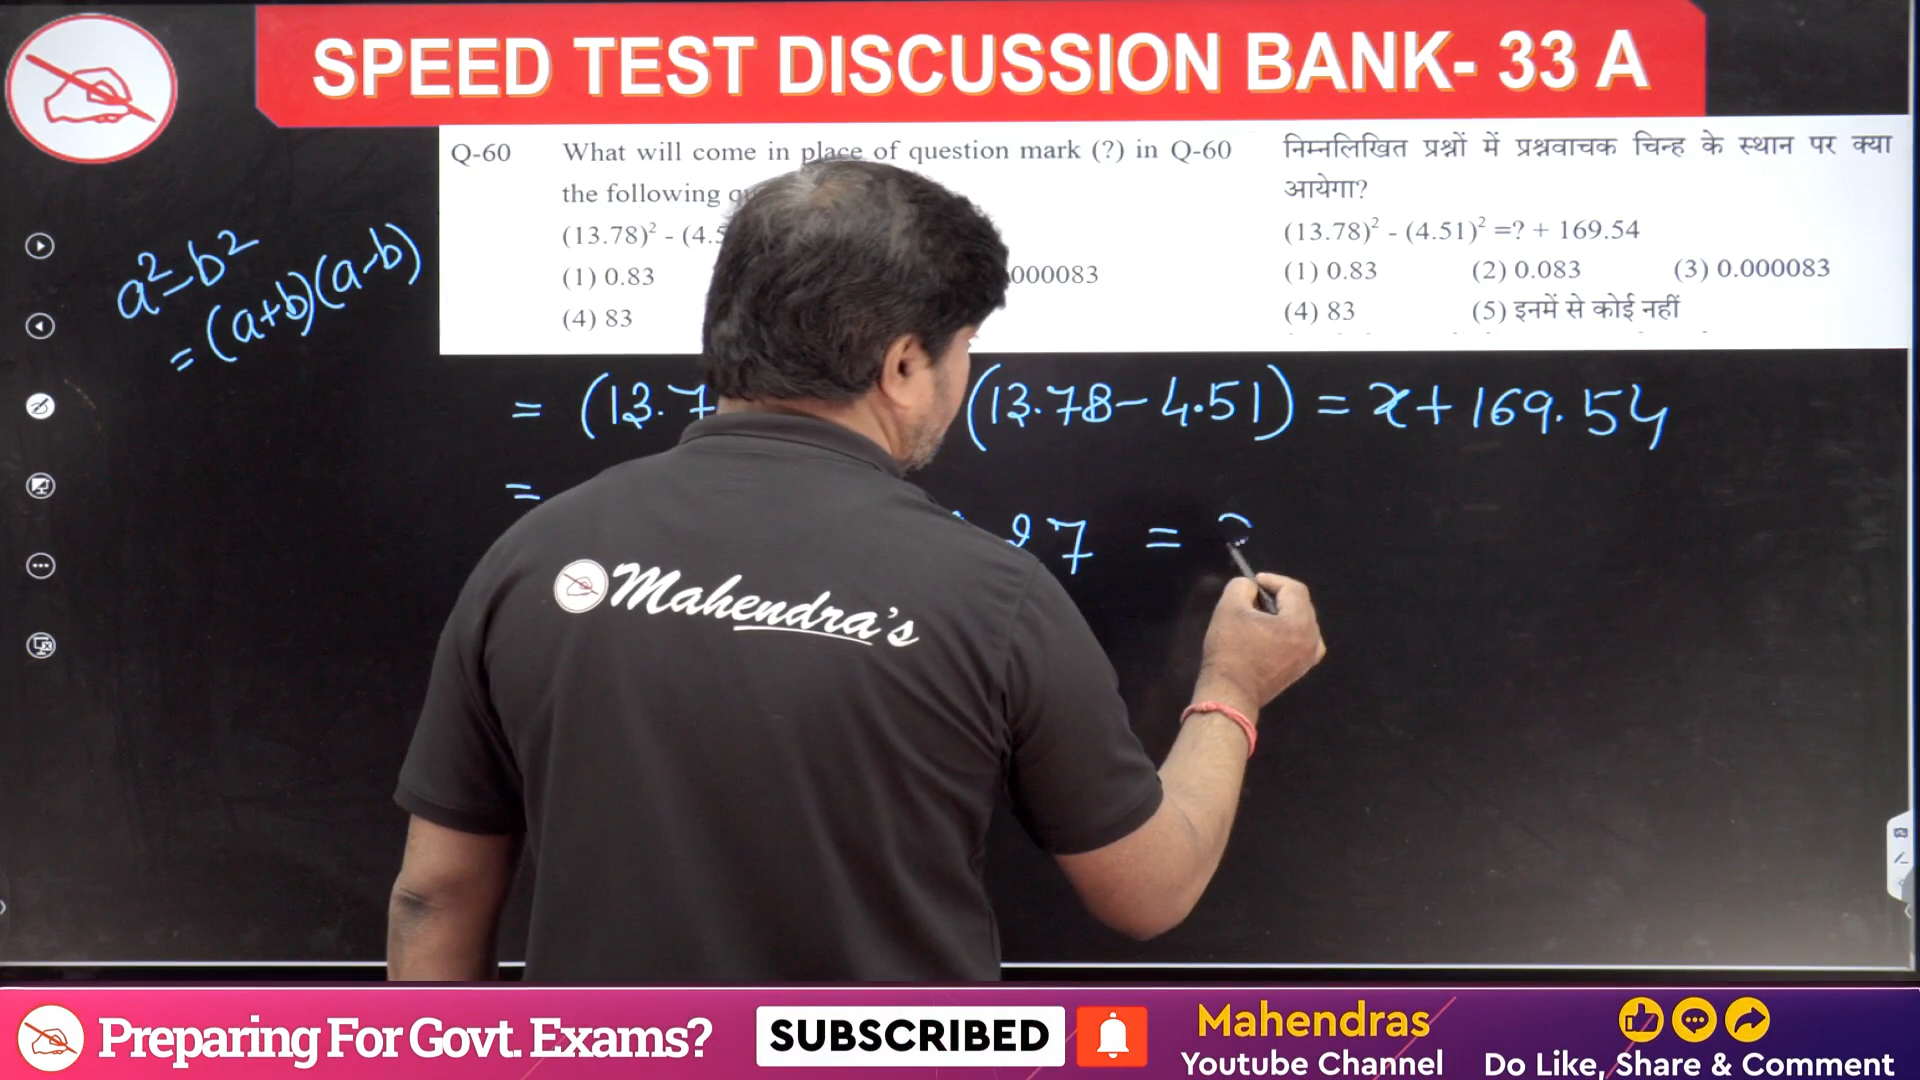 SPEED TEST DISCUSSION BANK- 33 A
Q-60 What will come in place of question mark (?) in
the following
(13.78)² - (4.5
(1) 0.83 000083
(4) 83
Q-60 निम्नलिखित प्रश्नों में प्रश्नवाचक चिन्ह के स्थान पर क्या
आयेगा?
(13.78)² - (4.51)² =? + 169.54
(1) 0.83 (2) 0.083 (3) 0.000083
(4) 83 (5) इनमें से कोई नहीं
a²-b²
=(a+b)(a-b)
= (13.7 (13.78-4.51) = x+169.54
= 27 =
Mahendra's
Preparing For Govt. Exams?
SUBSCRIBED
Mahendras
Youtube Channel
Do Like, Share & Comment